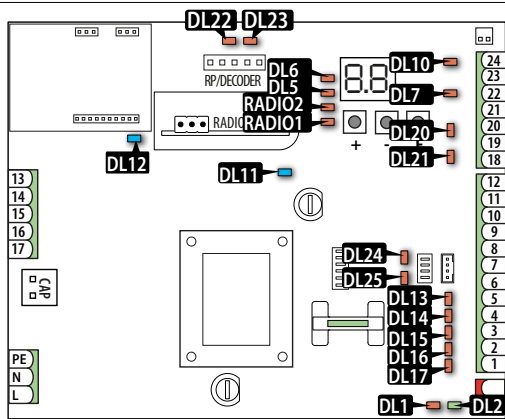 DL22 DL23
DL6
DL5
RADIO2
RADIO1
RP/DECODER
RADIO
8.8.
+ -
DL10
DL7
DL20
DL21
DL12
DL11
24
23
22
21
20
19
18
12
11
10
9
8
7
6
5
4
3
2
1
13
14
15
16
17
CAP
PE
N
L
DL24
DL25
DL13
DL14
DL15
DL16
DL17
DL1 DL2